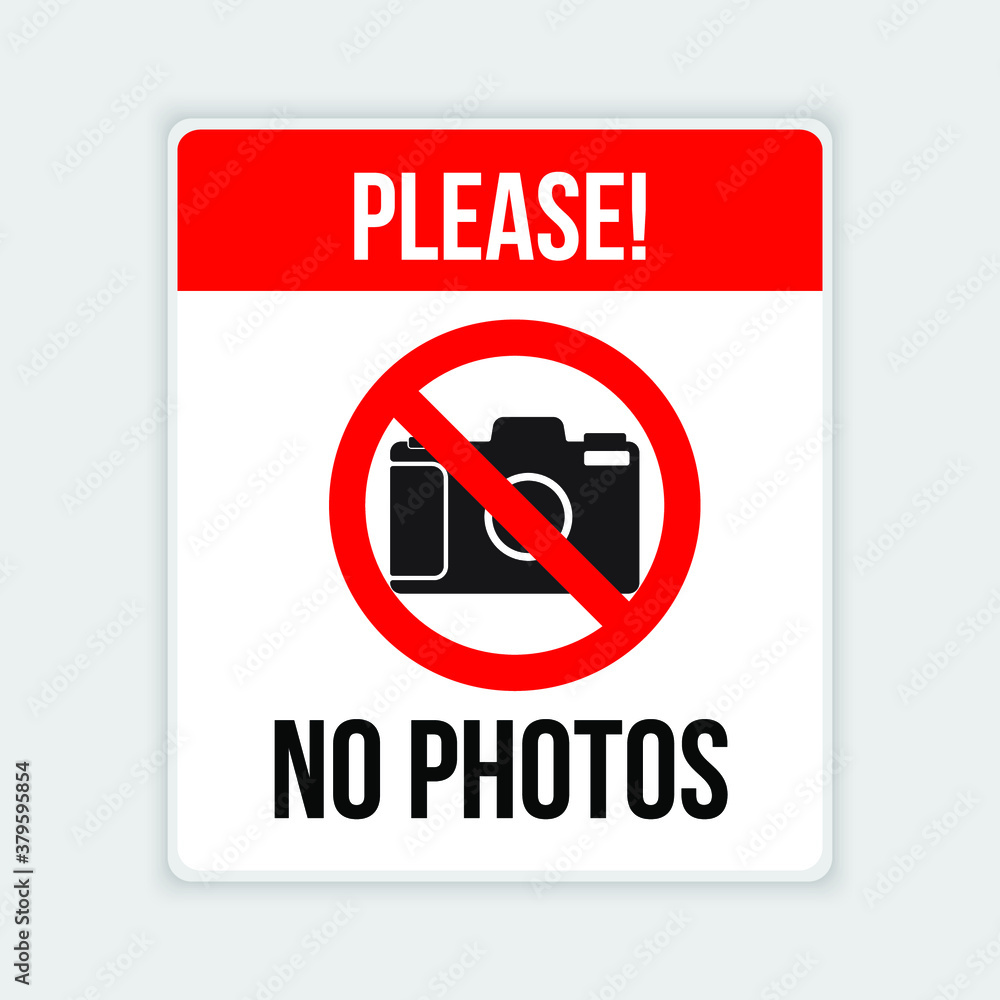 PLEASE!
NO PHOTOS
Adobe Stock | #379595854